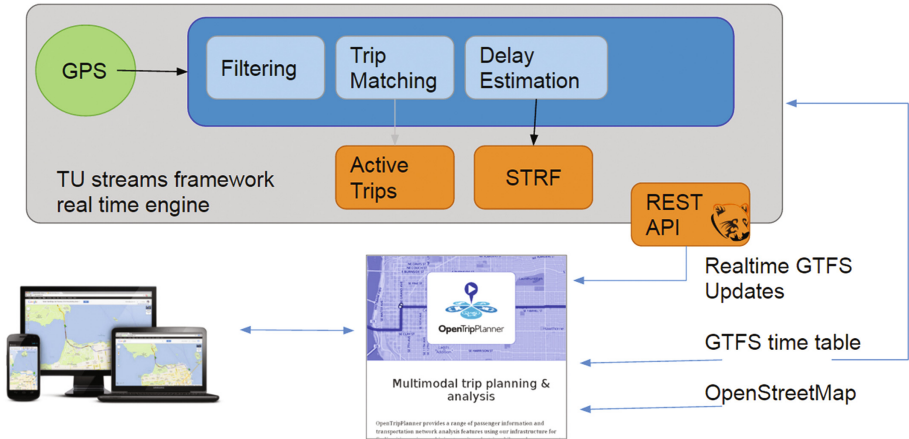 GPS
Filtering
Trip
Matching
Delay
Estimation
Active
Trips
STRF
TU streams framework
real time engine
REST
API
Realtime GTFS
Updates
OpenTripPlanner
GTFS time table
Multimodal trip planning &
analysis
OpenStreetMap
OpenTripPlanner provides a range of passenger information and
transportation network analysis features using our infrastructure for